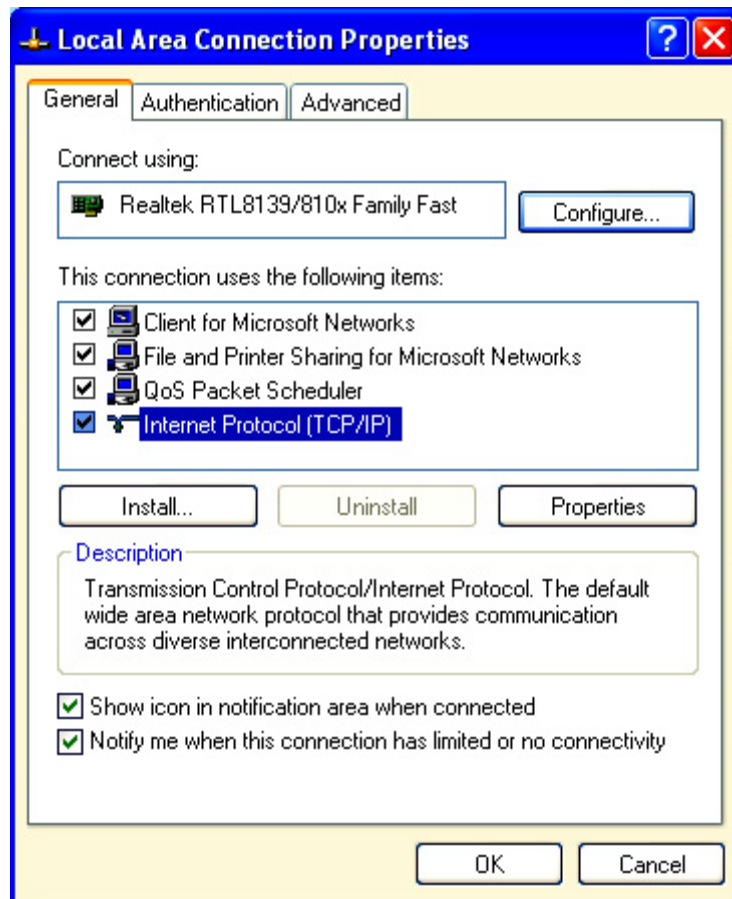 Local Area Connection Properties
General Authentication Advanced
Connect using:
Realtek RTL8139/810x Family Fast Configure...
This connection uses the following items:
Client for Microsoft Networks
File and Printer Sharing for Microsoft Networks
QoS Packet Scheduler
Internet Protocol (TCP/IP)
Install... Uninstall Properties
Description
Transmission Control Protocol/Internet Protocol. The default
wide area network protocol that provides communication
across diverse interconnected networks.
Show icon in notification area when connected
Notify me when this connection has limited or no connectivity
OK Cancel